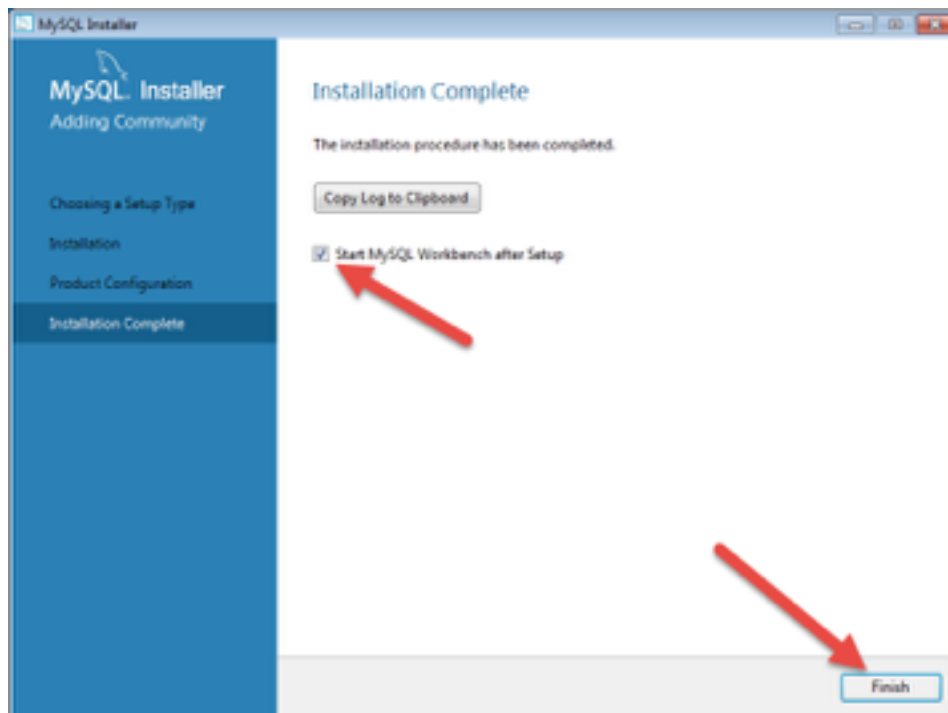 MySQL Installer
MySQL. Installer
Adding Community
Choosing a Setup Type
Installation
Product Configuration
Installation Complete
Installation Complete
The installation procedure has been completed.
Copy Log to Clipboard
Start MySQL Workbench after Setup
Finish